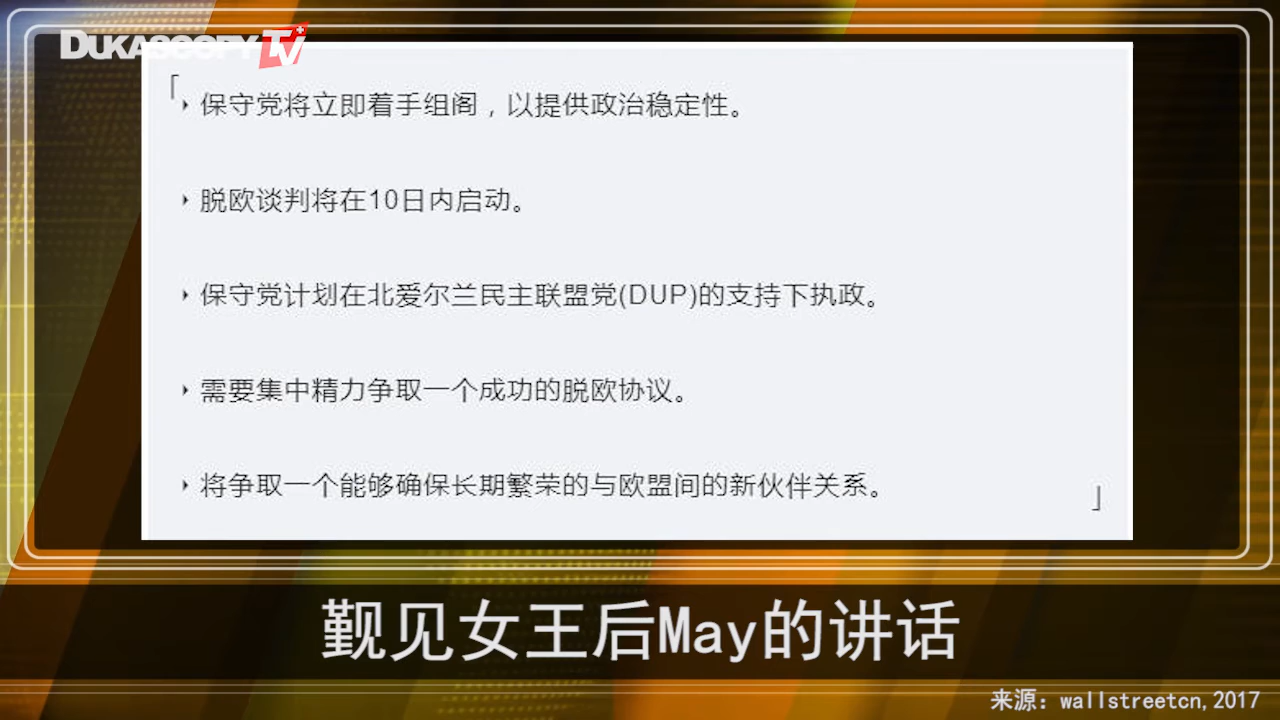 DUKASCOPY TV
「
保守党将立即着手组阁，以提供政治稳定性。
脱欧谈判将在10日内启动。
保守党计划在北爱尔兰民主联盟党(DUP)的支持下执政。
需要集中精力争取一个成功的脱欧协议。
将争取一个能够确保长期繁荣的与欧盟间的新伙伴关系。
」
觐见女王后May的讲话
来源：wallstreetcn,2017